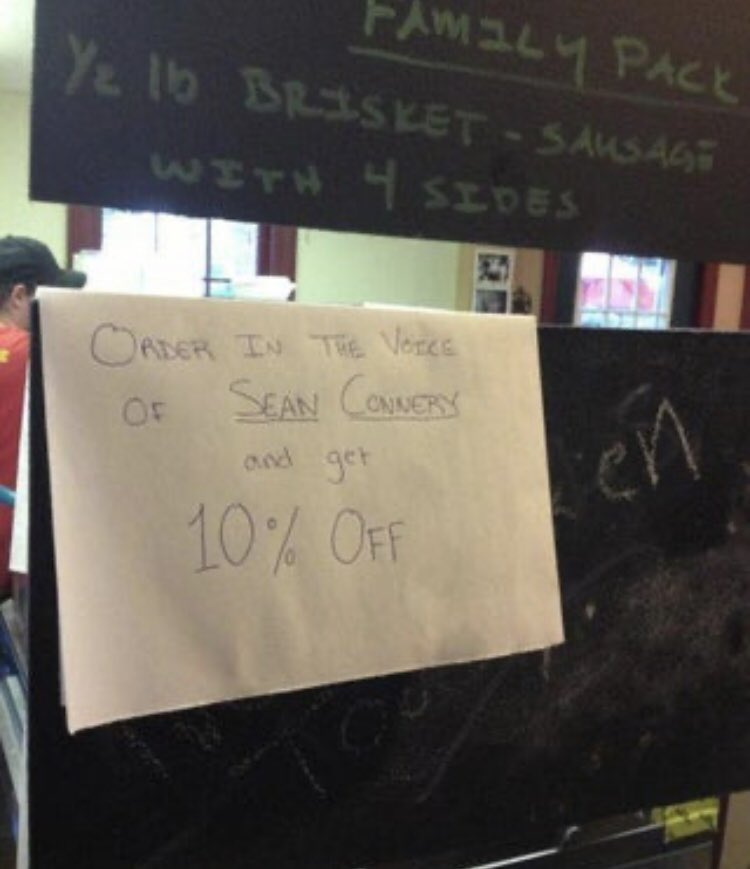 FAMILY PACK
1/2 lb BRISKET - SAUSAGE
WITH 4 SIDES
ORDER IN THE VOICE
OF SEAN CONNERY
and get
10% OFF
en